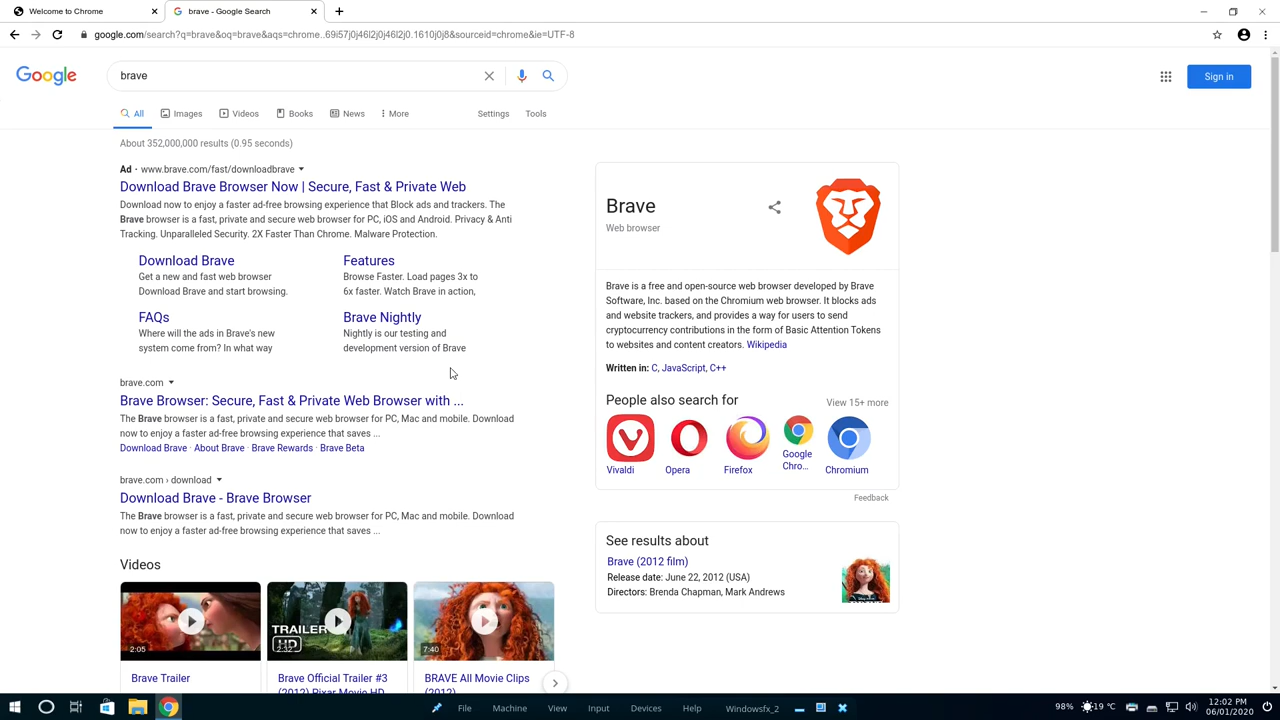 Welcome to Chrome
brave - Google Search
google.com/search?q=brave&oq=brave&aqs=chrome..69i57j0j46l2j0j46l2j0.1610j0j8&sourceid=chrome&ie=UTF-8
Google
brave
Sign in
All
Images
Videos
Books
News
More
Settings
Tools
About 352,000,000 results (0.95 seconds)
Ad · www.brave.com/fast/downloadbrave
Download Brave Browser Now | Secure, Fast & Private Web
Download now to enjoy a faster ad-free browsing experience that Block ads and trackers. The
Brave browser is a fast, private and secure web browser for PC, iOS and Android. Privacy & Anti
Tracking. Unparalleled Security. 2X Faster Than Chrome. Malware Protection.
Download Brave
Get a new and fast web browser
Download Brave and start browsing.
Features
Browse Faster. Load pages 3x to
6x faster. Watch Brave in action,
FAQs
Where will the ads in Brave's new
system come from? In what way
Brave Nightly
Nightly is our testing and
development version of Brave
brave.com
Brave Browser: Secure, Fast & Private Web Browser with ...
The Brave browser is a fast, private and secure web browser for PC, Mac and mobile. Download
now to enjoy a faster ad-free browsing experience that saves ...
Download Brave · About Brave · Brave Rewards · Brave Beta
brave.com › download
Download Brave - Brave Browser
The Brave browser is a fast, private and secure web browser for PC, Mac and mobile. Download
now to enjoy a faster ad-free browsing experience that saves ...
Videos
2:05
TRAILER
HD
2:32
7:40
Brave Trailer
Brave Official Trailer #3
(2012) Pixar Movie HD
BRAVE All Movie Clips
(2012)
Brave
Web browser
Brave is a free and open-source web browser developed by Brave
Software, Inc. based on the Chromium web browser. It blocks ads
and website trackers, and provides a way for users to send
cryptocurrency contributions in the form of Basic Attention Tokens
to websites and content creators. Wikipedia
Written in: C, JavaScript, C++
People also search for
View 15+ more
Vivaldi
Opera
Firefox
Google
Chro...
Chromium
Feedback
See results about
Brave (2012 film)
Release date: June 22, 2012 (USA)
Directors: Brenda Chapman, Mark Andrews
File
Machine
View
Input
Devices
Help
Windowsfx_2
98%
19 °C
12:02 PM
06/01/2020